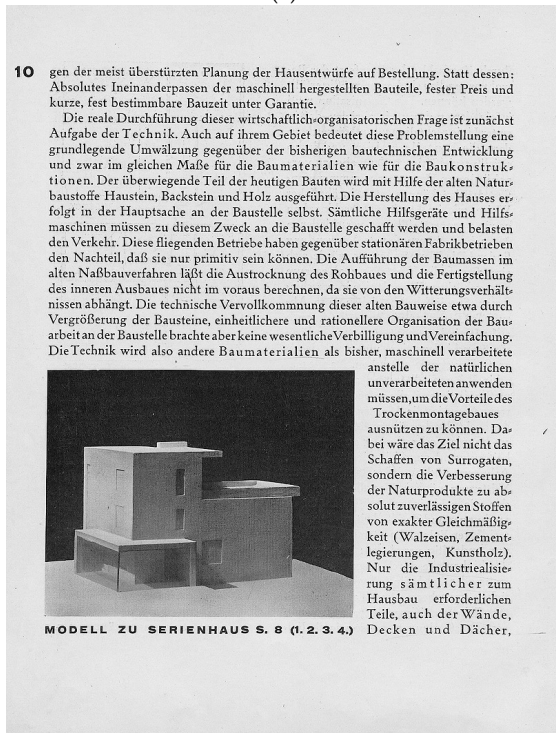 10
gen der meist überstürzten Planung der Hausentwürfe auf Bestellung. Statt dessen:
Absolutes Ineinanderpassen der maschinell hergestellten Bauteile, fester Preis und
kurze, fest bestimmbare Bauzeit unter Garantie.
Die reale Durchführung dieser wirtschaftlich-organisatorischen Frage ist zunächst
Aufgabe der Technik. Auch auf ihrem Gebiet bedeutet diese Problemstellung eine
grundlegende Umwälzung gegenüber der bisherigen bautechnischen Entwicklung
und zwar im gleichen Maße für die Baumaterialien wie für die Baukonstruk-
tionen. Der überwiegende Teil der heutigen Bauten wird mit Hilfe der alten Natur-
baustoffe Haustein, Backstein und Holz ausgeführt. Die Herstellung des Hauses er-
folgt in der Hauptsache an der Baustelle selbst. Sämtliche Hilfsgeräte und Hilfs-
maschinen müssen zu diesem Zweck an die Baustelle geschafft werden und belasten
den Verkehr. Diese fliegenden Betriebe haben gegenüber stationären Fabrikbetrieben
den Nachteil, daß sie nur primitiv sein können. Die Aufführung der Baumassen im
alten Naßbauverfahren läßt die Austrocknung des Rohbaues und die Fertigstellung
des inneren Ausbaues nicht im voraus berechnen, da sie von den Witterungsverhält-
nissen abhängt. Die technische Vervollkommnung dieser alten Bauweise etwa durch
Vergrößerung der Bausteine, einheitlichere und rationellere Organisation der Bau-
arbeit an der Baustelle brachte aber keine wesentliche Verbilligung und Vereinfachung.
Die Technik wird also andere Baumaterialien als bisher, maschinell verarbeitete
anstelle der natürlichen
unverarbeiteten anwenden
müssen, um die Vorteile des
Trockenmontagebaues
ausnützen zu können. Da-
bei wäre das Ziel nicht das
Schaffen von Surrogaten,
sondern die Verbesserung
der Naturprodukte zu ab-
solut zuverlässigen Stoffen
von exakter Gleichmäßig-
keit (Walzeisen, Zement-
legierungen, Kunstholz).
Nur die Industriealisie-
rung sämtlicher zum
Hausbau erforderlichen
Teile, auch der Wände,
Decken und Dächer,
MODELL ZU SERIENHAUS S. 8 (1. 2. 3. 4.)